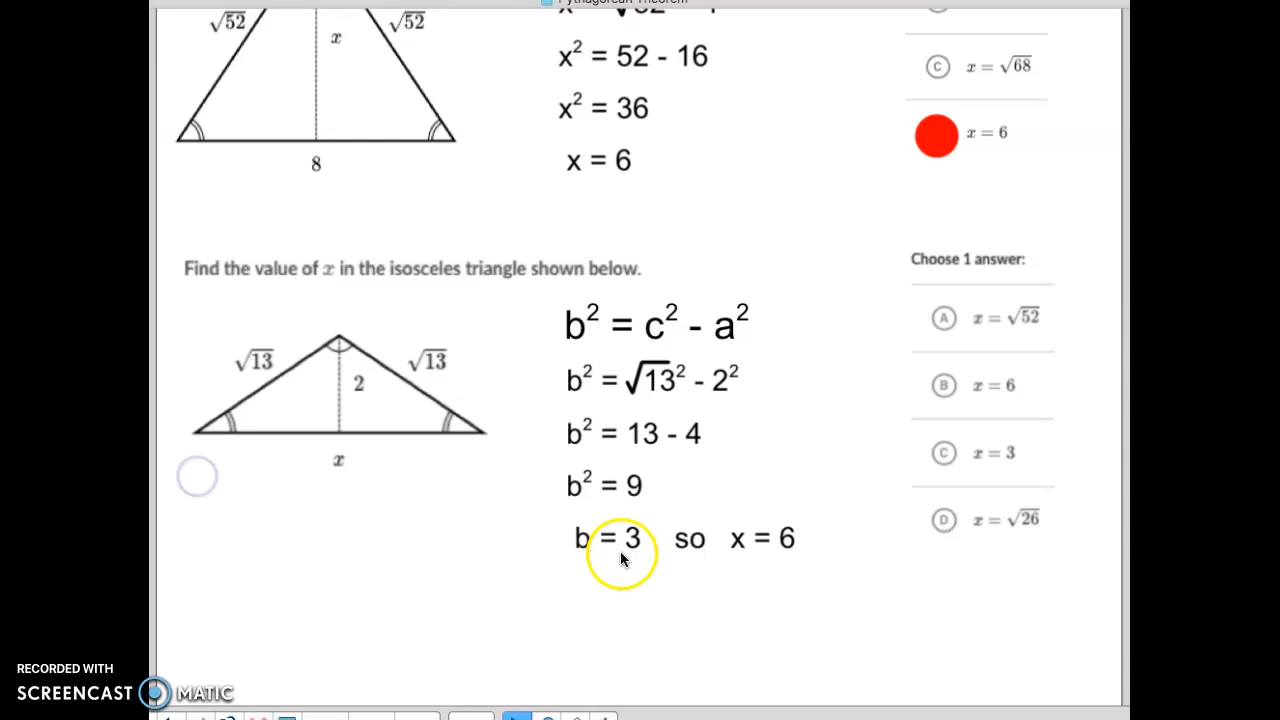 Pythagorean Theorem
√52
√52
x
8
x² = 52 - 16
x² = 36
x = 6
C x = √68
x = 6
Find the value of x in the isosceles triangle shown below.
√13
√13
2
x
b² = c² - a²
b² = √13² - 2²
b² = 13 - 4
b² = 9
b = 3 so x = 6
Choose 1 answer:
A x = √52
B x = 6
C x = 3
D x = √26
RECORDED WITH
SCREENCAST MATIC